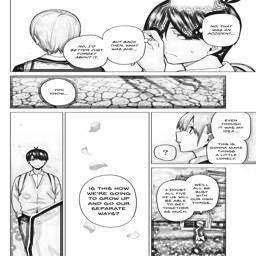 NO, THAT
WAS AN
ACCIDENT...
BUT BACK
THEN, WHAT
WAS SHE...
NO, I'D
BETTER JUST
FORGET
ABOUT IT.
YOU
KNOW...
EVEN
THOUGH IT
WAS MY
IDEA...
THIS IS
GONNA MAKE
THINGS
A LITTLE
LONELY.
?
WE'LL
ALL BE
BUSY
DOING
OUR OWN
THINGS.
I DOUBT
ALL FIVE
OF US WILL
BE ABLE
TO GET
TOGETHER
AS MUCH.
IS THIS HOW
WE'RE GOING
TO GROW UP
AND GO OUR
SEPARATE
WAYS?